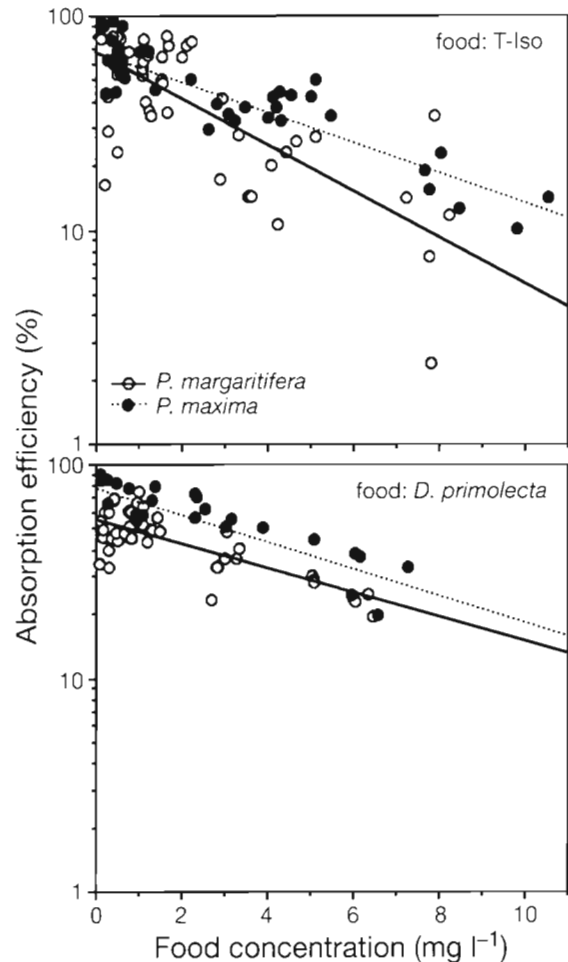 100
food: T-Iso
10
P. margaritifera
P. maxima
1
Absorption efficiency (%)
100
food: D. primolecta
10
1
0 2 4 6 8 10
Food concentration (mg l⁻¹)